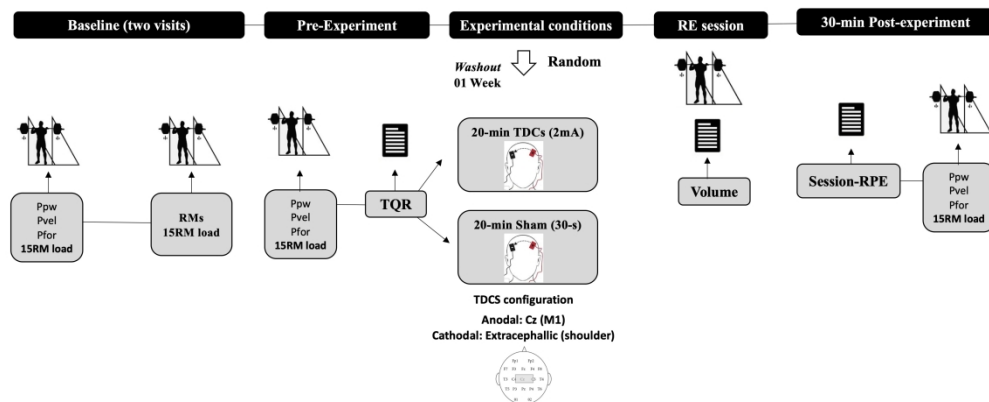 Baseline (two visits)
Pre-Experiment
Experimental conditions
RE session
30-min Post-experiment
Washout
01 Week
Random
Ppw
Pvel
Pfor
15RM load
RMs
15RM load
Ppw
Pvel
Pfor
15RM load
TQR
20-min TDCs (2mA)
20-min Sham (30-s)
TDCS configuration
Anodal: Cz (M1)
Cathodal: Extracephallic (shoulder)
Volume
Session-RPE
Ppw
Pvel
Pfor
15RM load